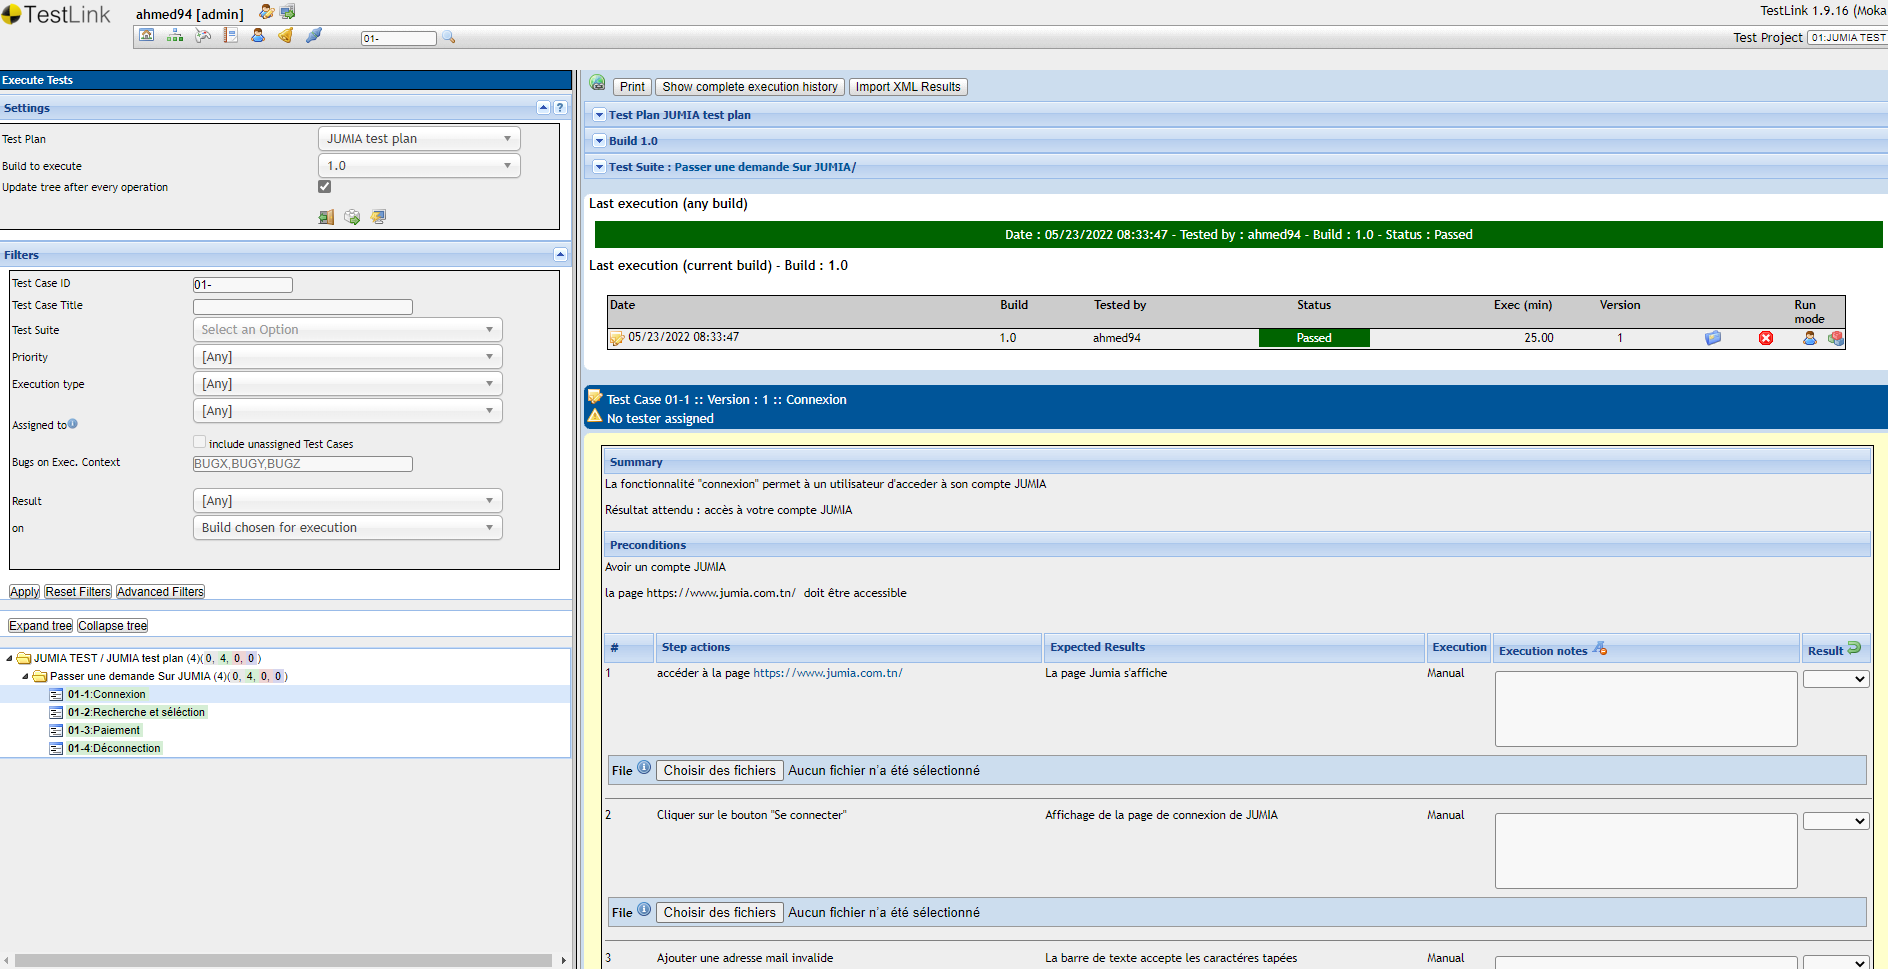 TestLink
ahmed94 [admin]
TestLink 1.9.16 (Moka
01-
Test Project 01:JUMIA TEST
Execute Tests
Settings
Test Plan JUMIA test plan
Build to execute 1.0
Update tree after every operation
Filters
Test Case ID 01-
Test Case Title
Test Suite Select an Option
Priority [Any]
Execution type [Any]
[Any]
Assigned to
include unassigned Test Cases
Bugs on Exec. Context BUGX,BUGY,BUGZ
Result [Any]
on Build chosen for execution
Apply Reset Filters Advanced Filters
Expand tree Collapse tree
JUMIA TEST / JUMIA test plan (4)(0, 4, 0, 0 )
Passer une demande Sur JUMIA (4)(0, 4, 0, 0 )
01-1:Connexion
01-2:Recherche et séléction
01-3:Paiement
01-4:Déconnection
Print Show complete execution history Import XML Results
Test Plan JUMIA test plan
Build 1.0
Test Suite : Passer une demande Sur JUMIA/
Last execution (any build)
Date : 05/23/2022 08:33:47 - Tested by : ahmed94 - Build : 1.0 - Status : Passed
Last execution (current build) - Build : 1.0
Date Build Tested by Status Exec (min) Version Run mode
05/23/2022 08:33:47 1.0 ahmed94 Passed 25.00 1
Test Case 01-1 :: Version : 1 :: Connexion
No tester assigned
Summary
La fonctionnalité "connexion" permet à un utilisateur d'acceder à son compte JUMIA
Résultat attendu : accès à votre compte JUMIA
Preconditions
Avoir un compte JUMIA
la page https://www.jumia.com.tn/ doit être accessible
# Step actions Expected Results Execution Execution notes Result
1 accéder à la page https://www.jumia.com.tn/ La page Jumia s'affiche Manual
File Choisir des fichiers Aucun fichier n'a été sélectionné
2 Cliquer sur le bouton "Se connecter" Affichage de la page de connexion de JUMIA Manual
File Choisir des fichiers Aucun fichier n'a été sélectionné
3 Ajouter une adresse mail invalide La barre de texte accepte les caractéres tapées Manual